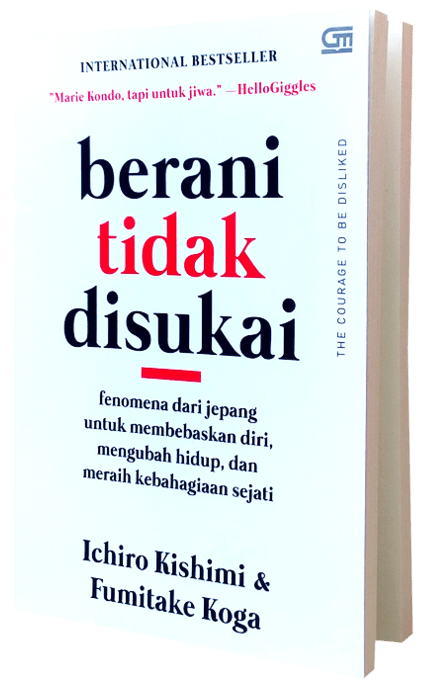 INTERNATIONAL BESTSELLER
"Marie Kondo, tapi untuk jiwa." —HelloGiggles
berani
tidak
disukai
fenomena dari jepang
untuk membebaskan diri,
mengubah hidup, dan
meraih kebahagiaan sejati
Ichiro Kishimi &
Fumitake Koga
THE COURAGE TO BE DISLIKED